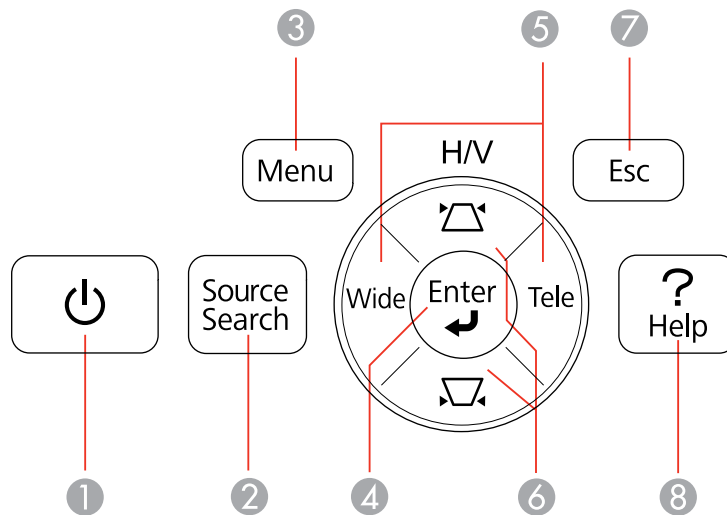 3
5
7
H/V
Menu
Esc
Source
Search
Wide
Enter
Tele
?
Help
1
2
4
6
8